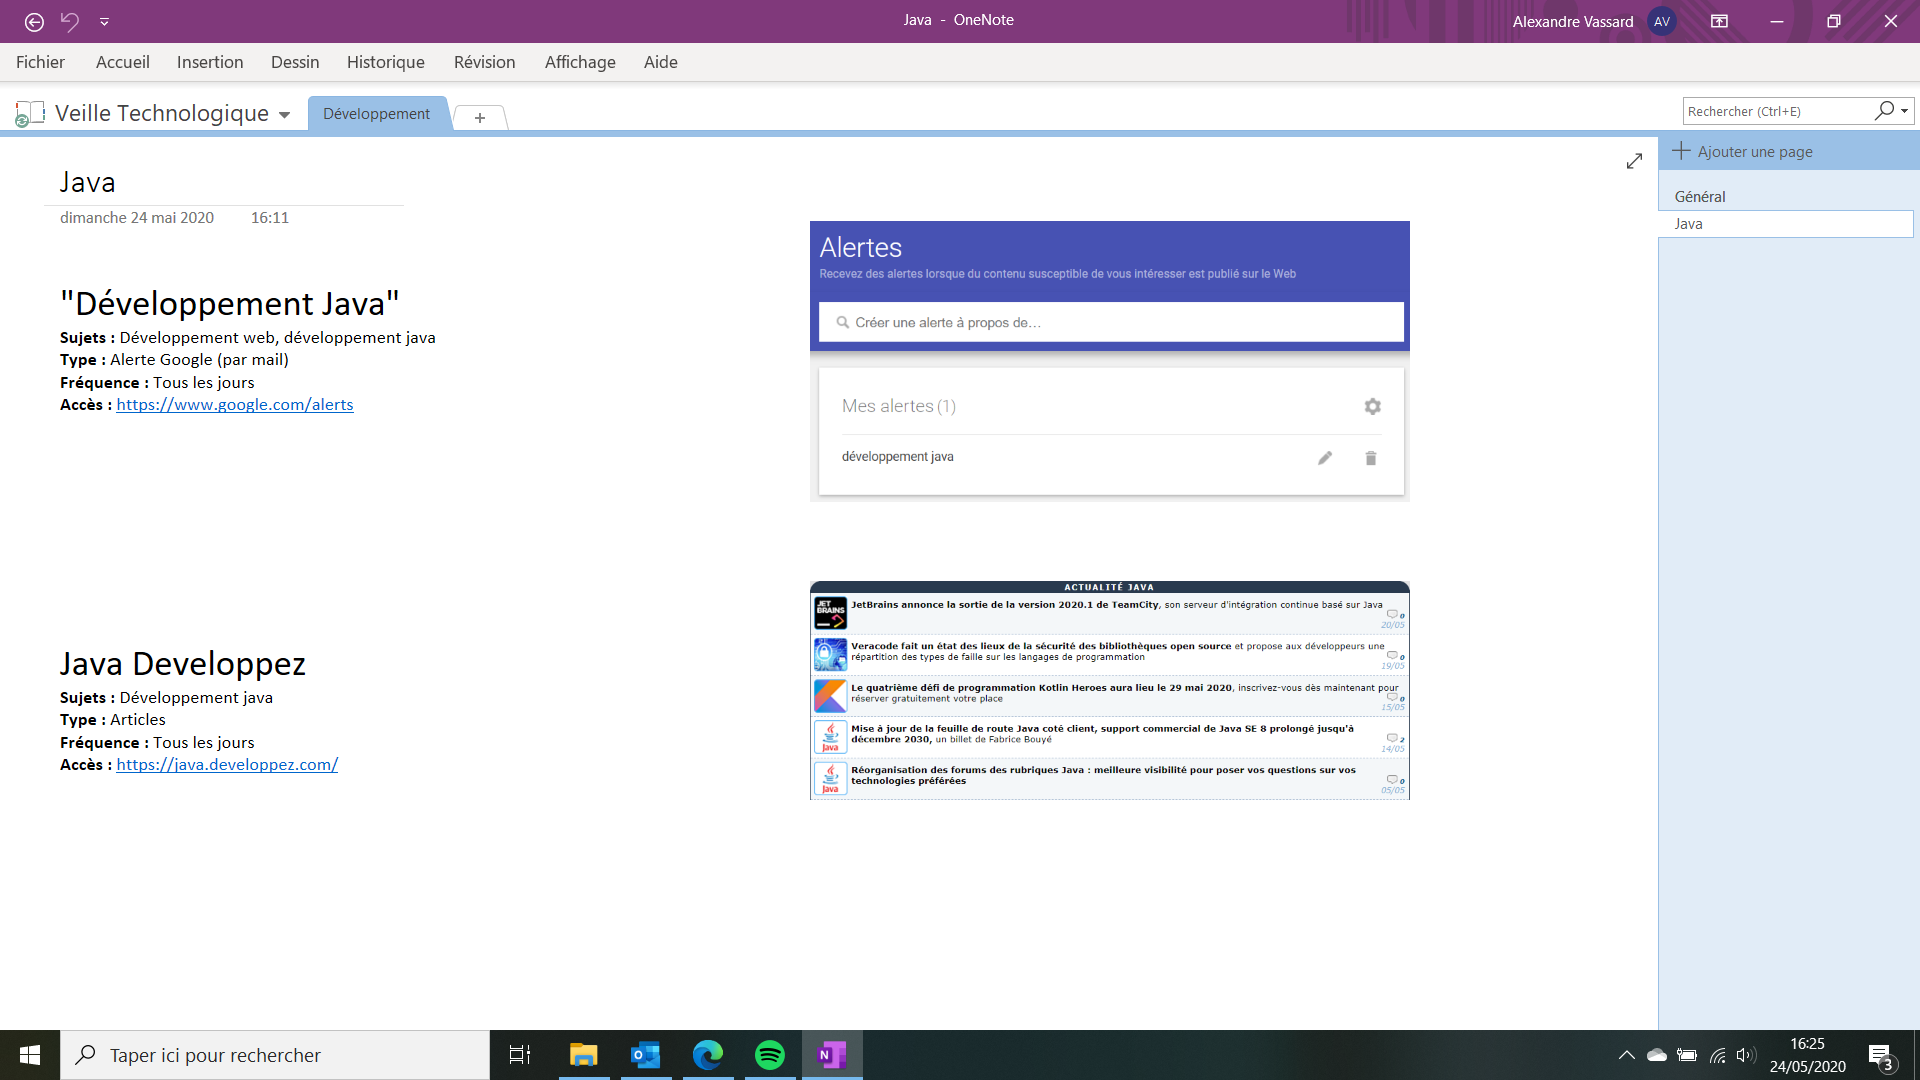 Java - OneNote
Alexandre Vassard
AV
Fichier
Accueil
Insertion
Dessin
Historique
Révision
Affichage
Aide
Veille Technologique
Développement
+
Rechercher (Ctrl+E)
Ajouter une page
Général
Java
Java
dimanche 24 mai 2020 16:11
"Développement Java"
Sujets : Développement web, développement java
Type : Alerte Google (par mail)
Fréquence : Tous les jours
Accès : https://www.google.com/alerts
Alertes
Recevez des alertes lorsque du contenu susceptible de vous intéresser est publié sur le Web
Créer une alerte à propos de…
Mes alertes (1)
développement java
Java Developpez
Sujets : Développement java
Type : Articles
Fréquence : Tous les jours
Accès : https://java.developpez.com/
ACTUALITÉ JAVA
JET BRAINS
JetBrains annonce la sortie de la version 2020.1 de TeamCity, son serveur d'intégration continue basé sur Java
0
20/05
Veracode fait un état des lieux de la sécurité des bibliothèques open source et propose aux développeurs une
répartition des types de faille sur les langages de programmation
0
19/05
Le quatrième défi de programmation Kotlin Heroes aura lieu le 29 mai 2020, inscrivez-vous dès maintenant pour
réserver gratuitement votre place
0
15/05
Java
Mise à jour de la feuille de route Java coté client, support commercial de Java SE 8 prolongé jusqu'à
décembre 2030, un billet de Fabrice Bouyé
2
14/05
Java
Réorganisation des forums des rubriques Java : meilleure visibilité pour poser vos questions sur vos
technologies préférées
0
05/05
Taper ici pour rechercher
16:25
24/05/2020
3